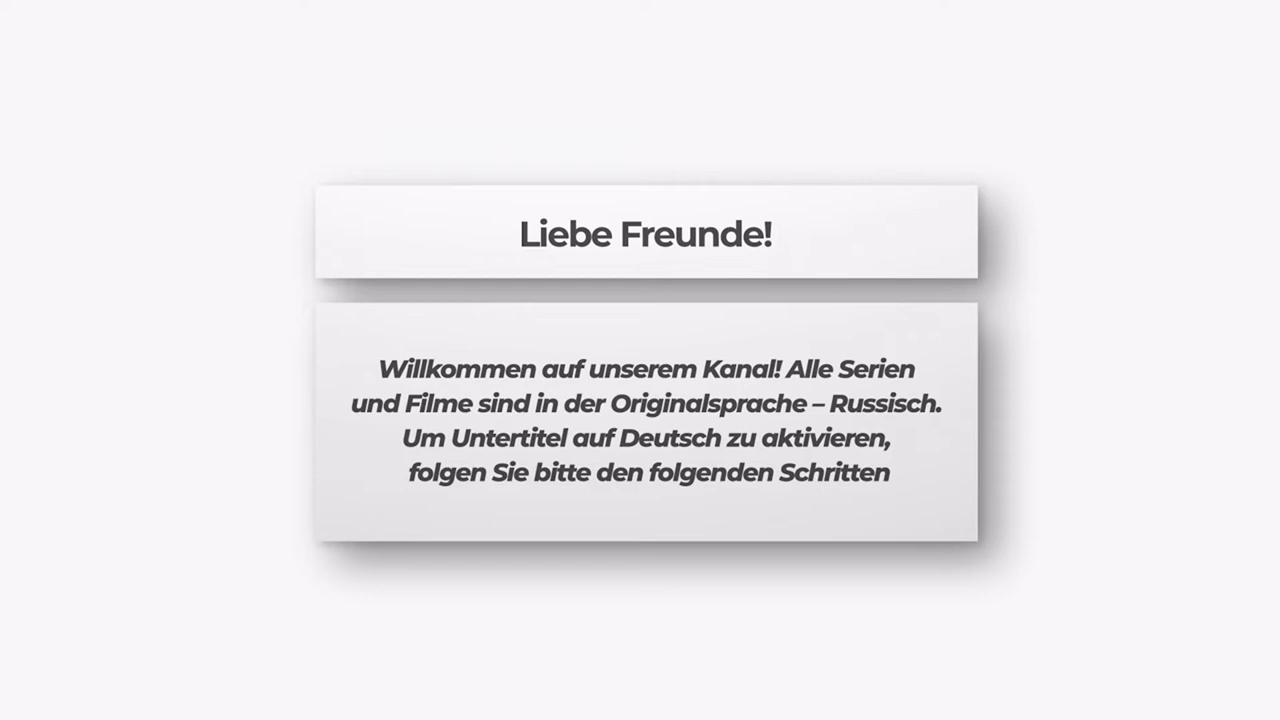 Liebe Freunde!
Willkommen auf unserem Kanal! Alle Serien
und Filme sind in der Originalsprache – Russisch.
Um Untertitel auf Deutsch zu aktivieren,
folgen Sie bitte den folgenden Schritten